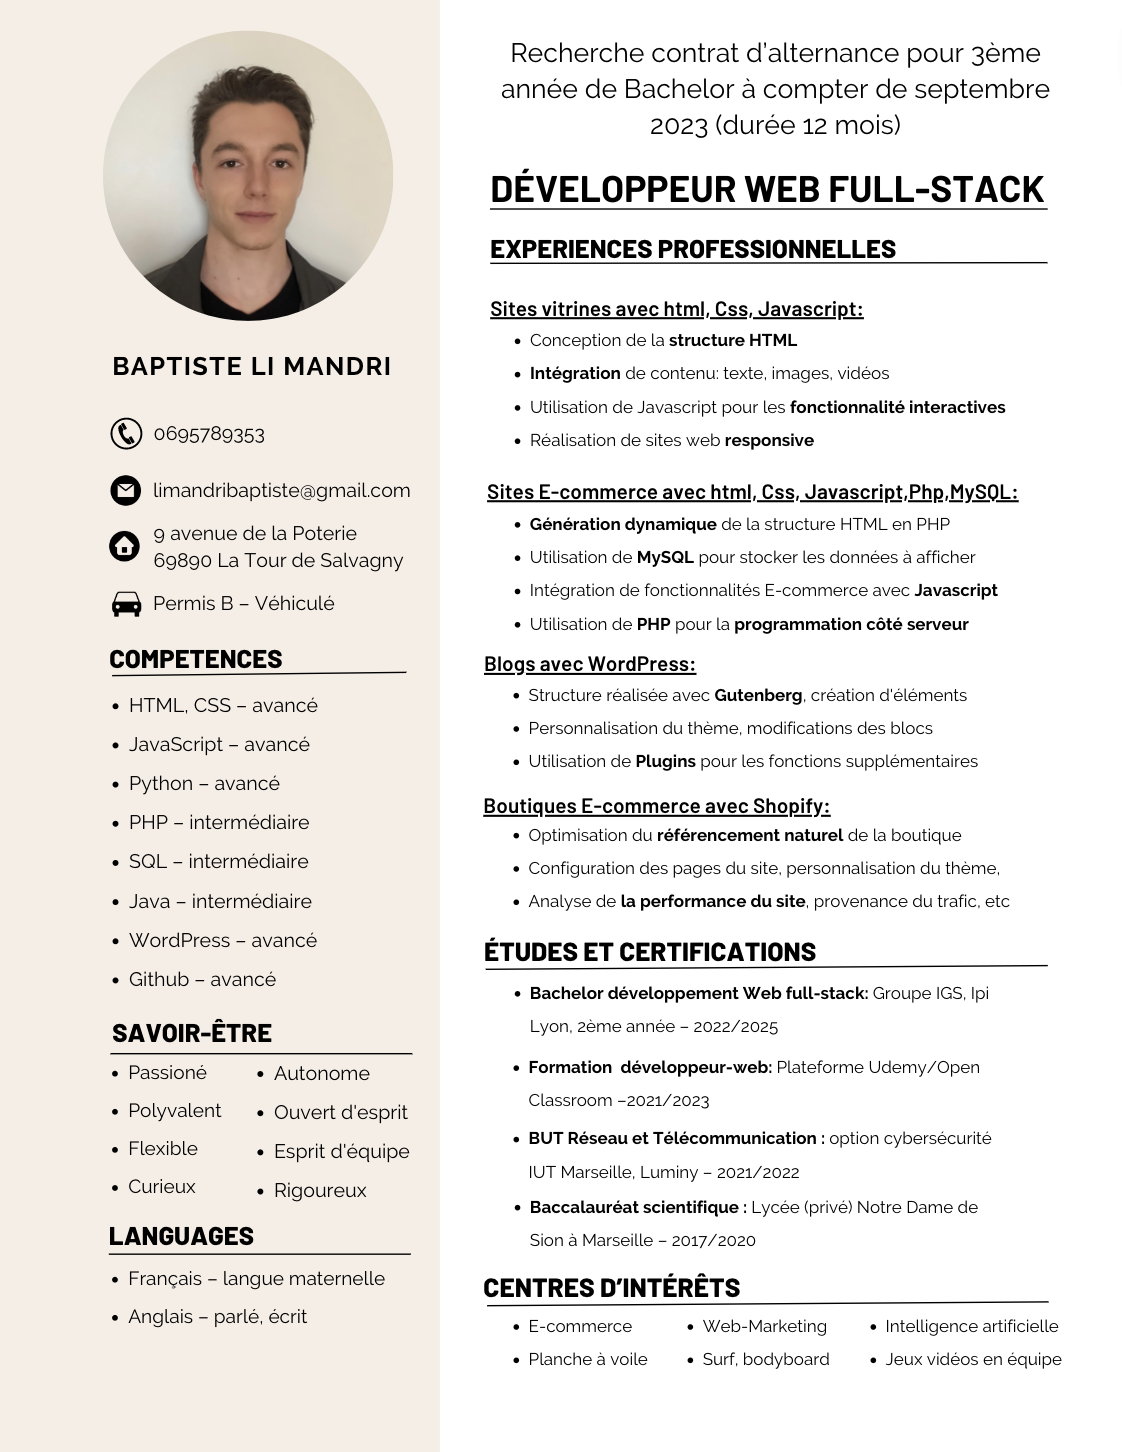 BAPTISTE LI MANDRI
0695789353
limandribaptiste@gmail.com
9 avenue de la Poterie
69890 La Tour de Salvagny
Permis B – Véhiculé
COMPETENCES
HTML, CSS – avancé
JavaScript – avancé
Python – avancé
PHP – intermédiaire
SQL – intermédiaire
Java – intermédiaire
WordPress – avancé
Github – avancé
SAVOIR-ÊTRE
Passioné
Polyvalent
Flexible
Curieux
Autonome
Ouvert d'esprit
Esprit d'équipe
Rigoureux
LANGUAGES
Français – langue maternelle
Anglais – parlé, écrit
Recherche contrat d’alternance pour 3ème
année de Bachelor à compter de septembre
2023 (durée 12 mois)
DÉVELOPPEUR WEB FULL-STACK
EXPERIENCES PROFESSIONNELLES
Sites vitrines avec html, Css, Javascript:
Conception de la structure HTML
Intégration de contenu: texte, images, vidéos
Utilisation de Javascript pour les fonctionnalité interactives
Réalisation de sites web responsive
Sites E-commerce avec html, Css, Javascript,Php,MySQL:
Génération dynamique de la structure HTML en PHP
Utilisation de MySQL pour stocker les données à afficher
Intégration de fonctionnalités E-commerce avec Javascript
Utilisation de PHP pour la programmation côté serveur
Blogs avec WordPress:
Structure réalisée avec Gutenberg, création d'éléments
Personnalisation du thème, modifications des blocs
Utilisation de Plugins pour les fonctions supplémentaires
Boutiques E-commerce avec Shopify:
Optimisation du référencement naturel de la boutique
Configuration des pages du site, personnalisation du thème,
Analyse de la performance du site, provenance du trafic, etc
ÉTUDES ET CERTIFICATIONS
Bachelor développement Web full-stack: Groupe IGS, Ipi
Lyon, 2ème année – 2022/2025
Formation  développeur-web: Plateforme Udemy/Open
Classroom –2021/2023
BUT Réseau et Télécommunication : option cybersécurité
IUT Marseille, Luminy – 2021/2022
Baccalauréat scientifique : Lycée (privé) Notre Dame de
Sion à Marseille – 2017/2020
CENTRES D’INTÉRÊTS
E-commerce
Web-Marketing
Intelligence artificielle
Planche à voile
Surf, bodyboard
Jeux vidéos en équipe